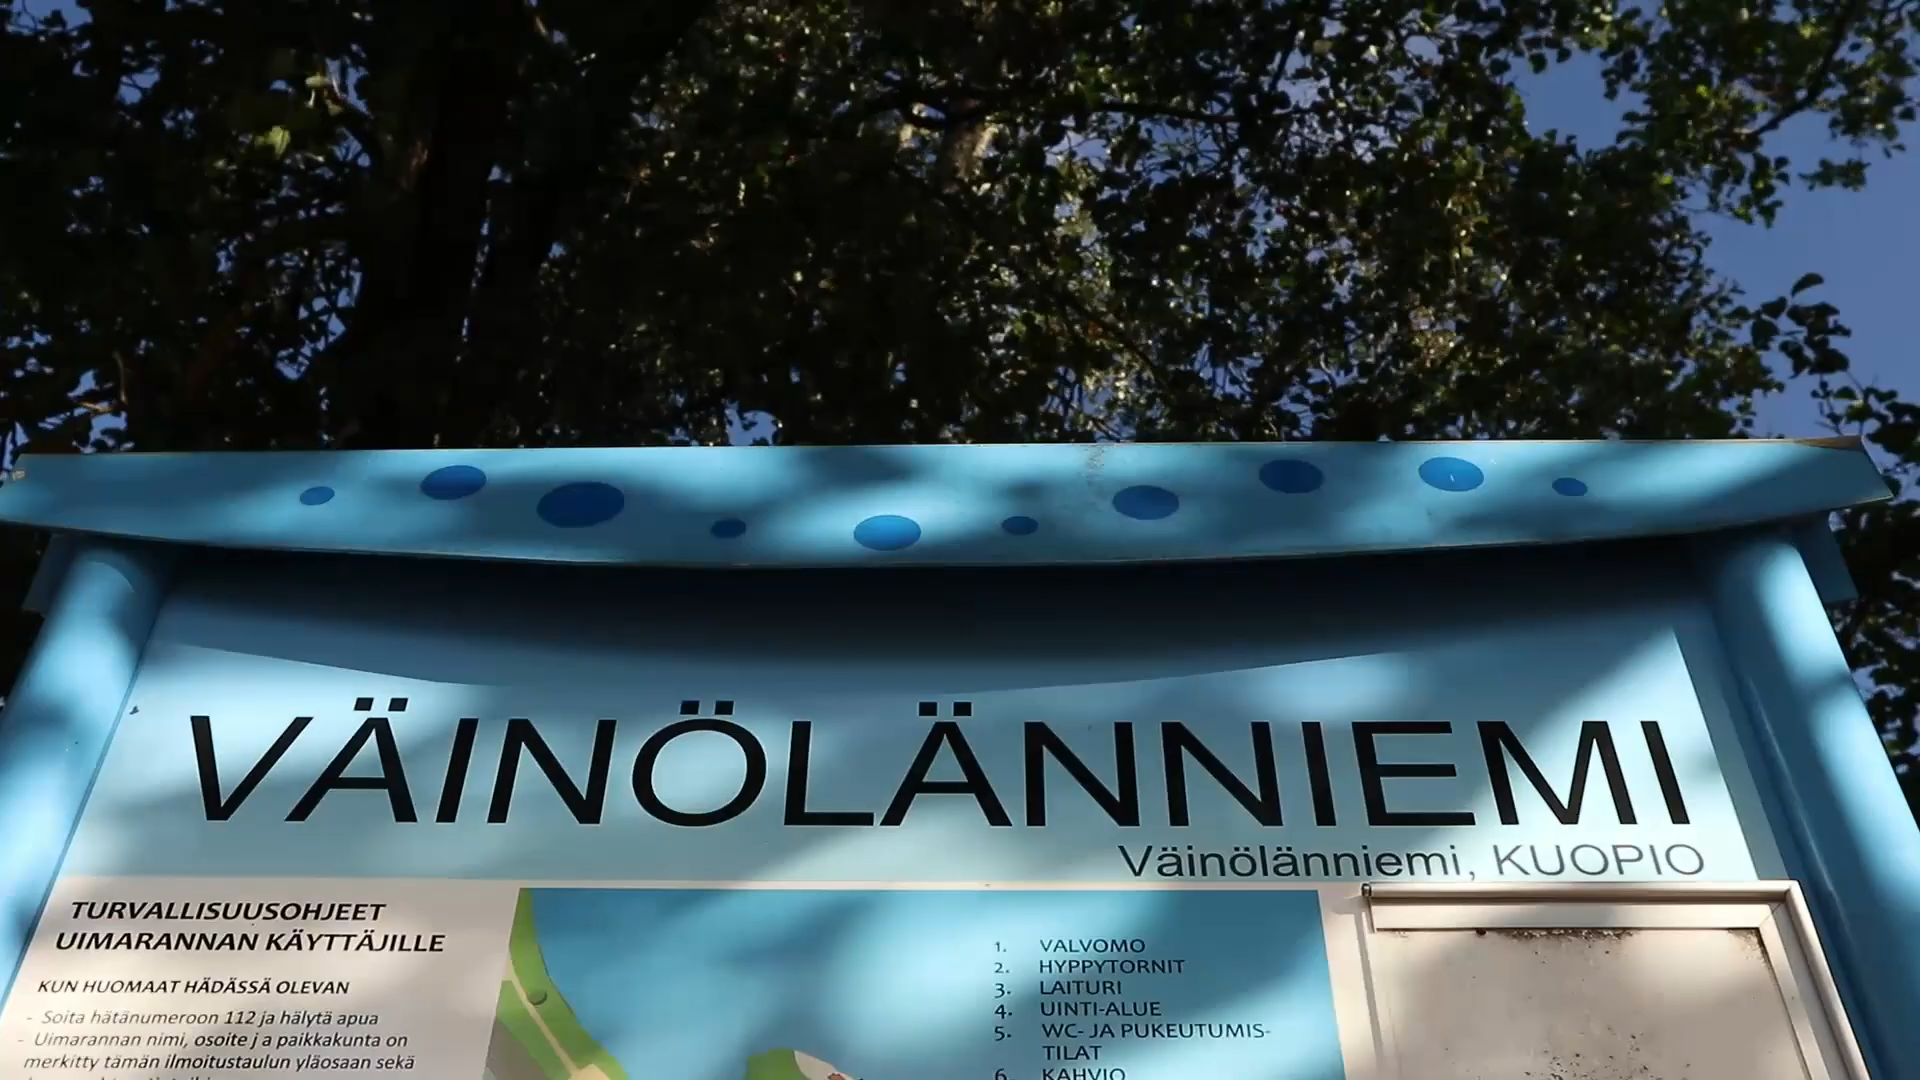 VÄINÖLÄNNIEMI
Väinölänniemi, KUOPIO
TURVALLISUUSOHJEET
UIMARANNAN KÄYTTÄJILLE
KUN HUOMAAT HÄDÄSSÄ OLEVAN
- Soita hätänumeroon 112 ja hälytä apua
- Uimarannan nimi, osoite j a paikkakunta on
merkitty tämän ilmoitustaulun yläosaan sekä
1. VALVOMO
2. HYPPYTORNIT
3. LAITURI
4. UINTI-ALUE
5. WC- JA PUKEUTUMIS-
TILAT
6. KAHVIO